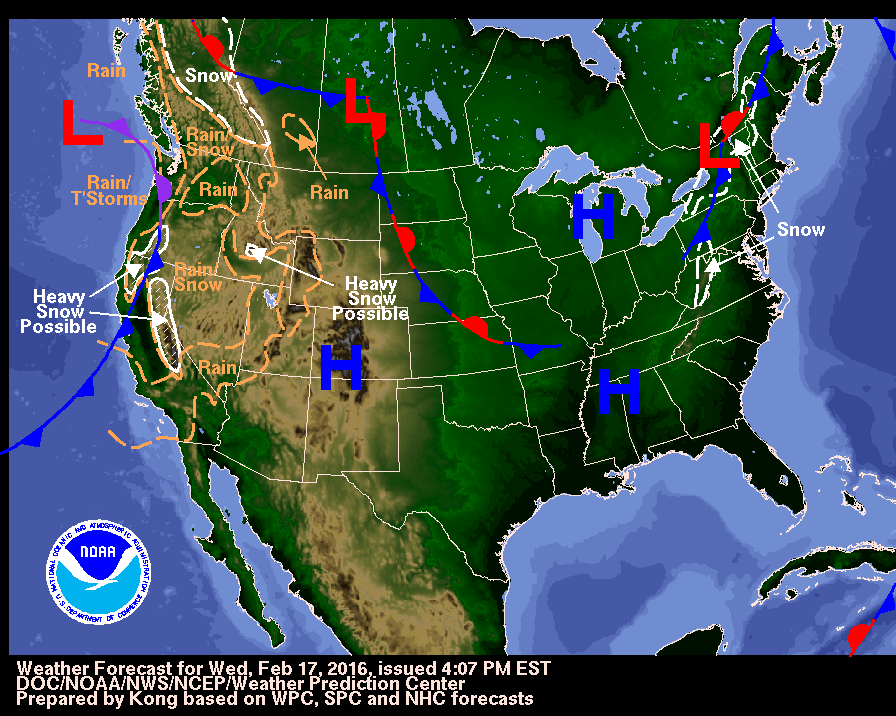 Rain
Snow
Rain/
Snow
Rain/
T'Storms
Rain
Rain
L
L
L
H
H
H
Snow
Rain/
Snow
Heavy
Snow
Possible
Heavy
Snow
Possible
Rain
NATIONAL OCEANIC AND ATMOSPHERIC ADMINISTRATION
NOAA
U.S. DEPARTMENT OF COMMERCE
Weather Forecast for Wed, Feb 17, 2016, issued 4:07 PM EST
DOC/NOAA/NWS/NCEP/Weather Prediction Center
Prepared by Kong based on WPC, SPC and NHC forecasts